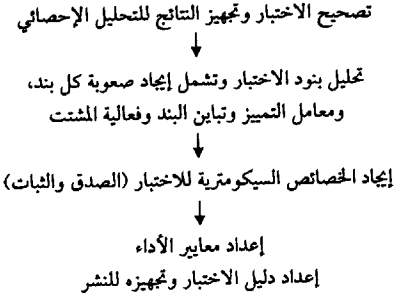 تصحيح الاختبار وتجهيز النتائج للتحليل الإحصائي
تحليل بنود الاختبار وتشمل إيجاد صعوبة كل بند،
ومعامل التمييز وتباين البند وفعالية المشتت
إيجاد الخصائص السيكومترية للاختبار (الصدق والثبات)
إعداد معايير الأداء
إعداد دليل الاختبار وتجهيزه للنشر